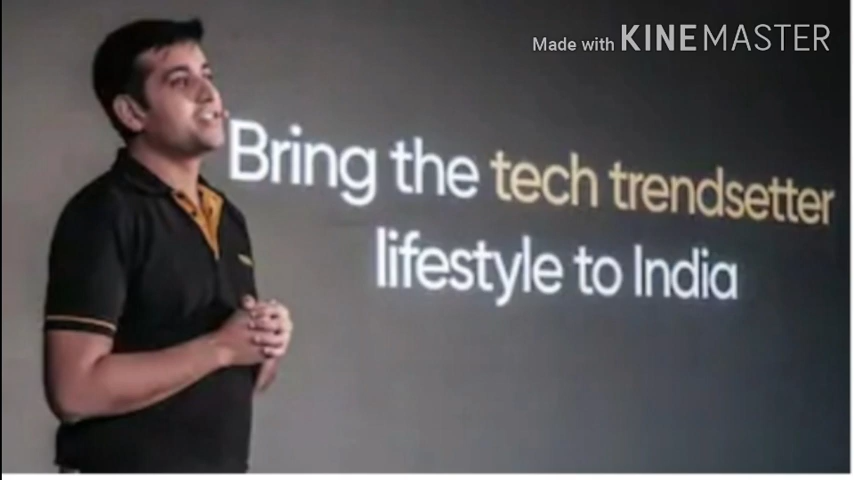 Made with KINEMASTER
Bring the tech trendsetter
lifestyle to India